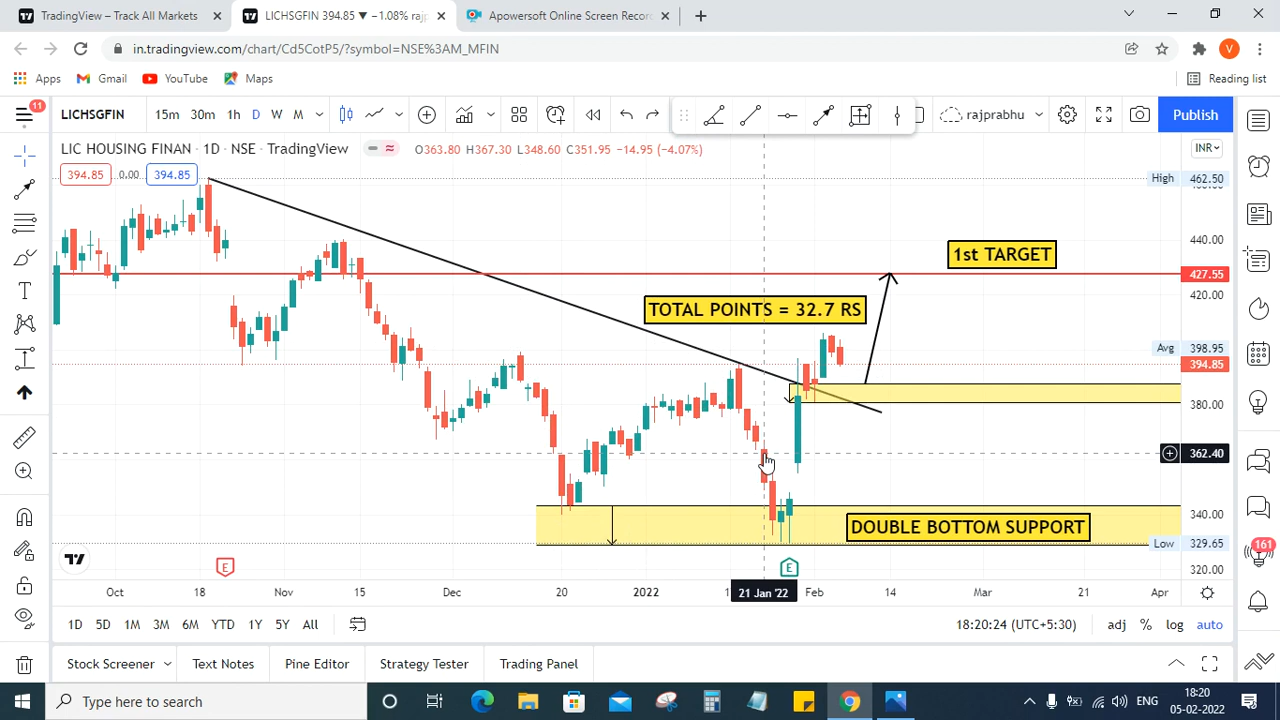 TradingView – Track All Markets
LICHSGFIN 394.85 ▼ −1.08% rajp
Apowersoft Online Screen Record
in.tradingview.com/chart/Cd5CotP5/?symbol=NSE%3AM_MFIN
V
Apps
Gmail
YouTube
Maps
Reading list
11
LICHSGFIN
15m
30m
1h
D
W
M
rajprabhu
Publish
LIC HOUSING FINAN · 1D · NSE · TradingView
O363.80 H367.30 L348.60 C351.95 −14.95 (−4.07%)
INR
394.85
0.00
394.85
High 462.50
460.00
440.00
1st TARGET
427.55
420.00
TOTAL POINTS = 32.7 RS
Avg 398.95
394.85
380.00
362.40
340.00
DOUBLE BOTTOM SUPPORT
Low 329.65
320.00
161
E
E
Oct
18
Nov
15
Dec
20
2022
21 Jan '22
Feb
14
Mar
21
Apr
1D
5D
1M
3M
6M
YTD
1Y
5Y
All
18:20:24 (UTC+5:30)
adj
%
log
auto
Stock Screener
Text Notes
Pine Editor
Strategy Tester
Trading Panel
Type here to search
ENG
18:20
05-02-2022